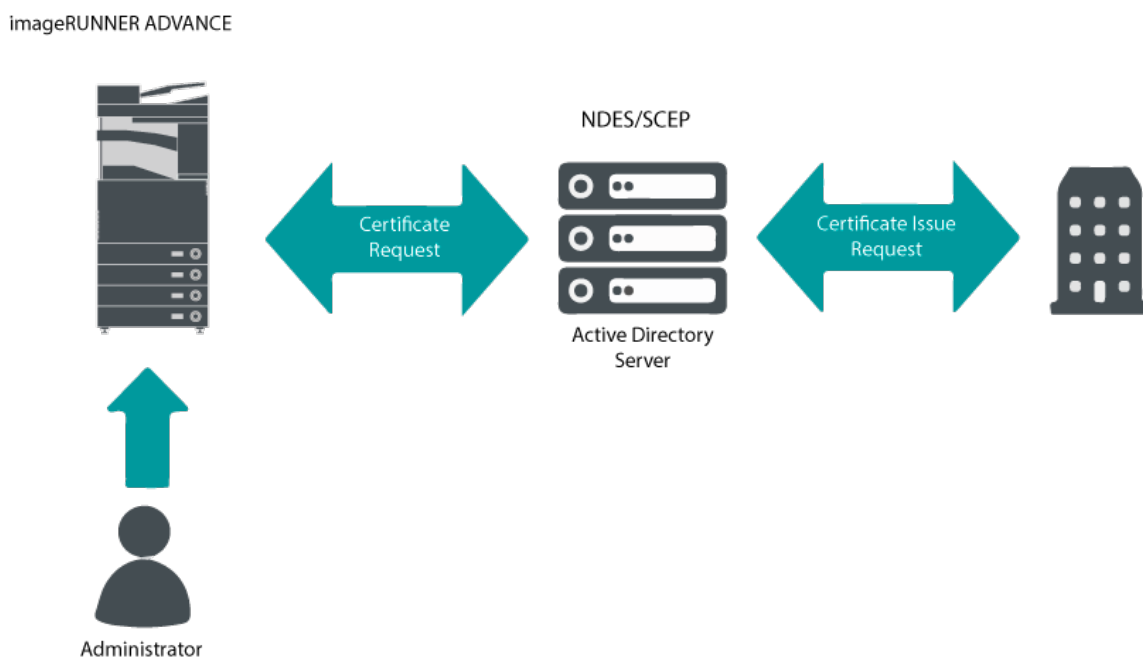 imageRUNNER ADVANCE
NDES/SCEP
Certificate
Request
Certificate Issue
Request
Active Directory
Server
Administrator